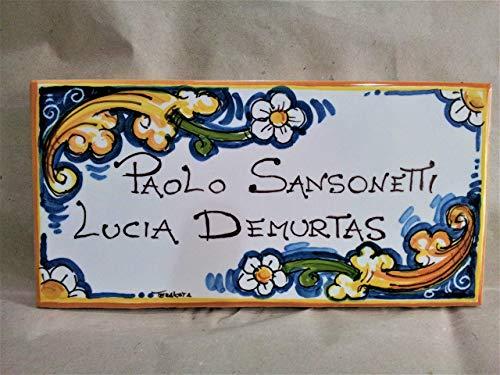 Paolo Sansonetti
Lucia Demurtas